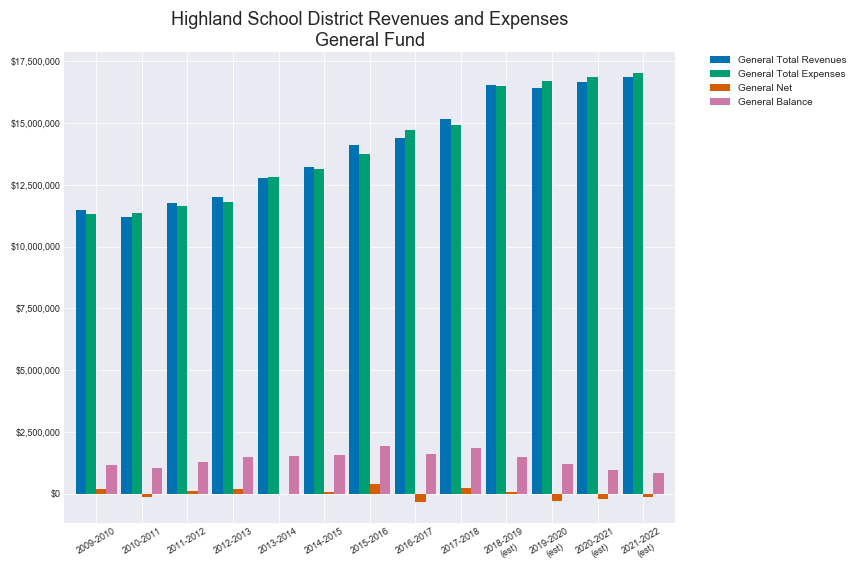 Highland School District Revenues and Expenses
General Fund
$17,500,000
$15,000,000
$12,500,000
$10,000,000
$7,500,000
$5,000,000
$2,500,000
$0
2009-2010
2010-2011
2011-2012
2012-2013
2013-2014
2014-2015
2015-2016
2016-2017
2017-2018
2018-2019
(est)
2019-2020
(est)
2020-2021
(est)
2021-2022
(est)
General Total Revenues
General Total Expenses
General Net
General Balance